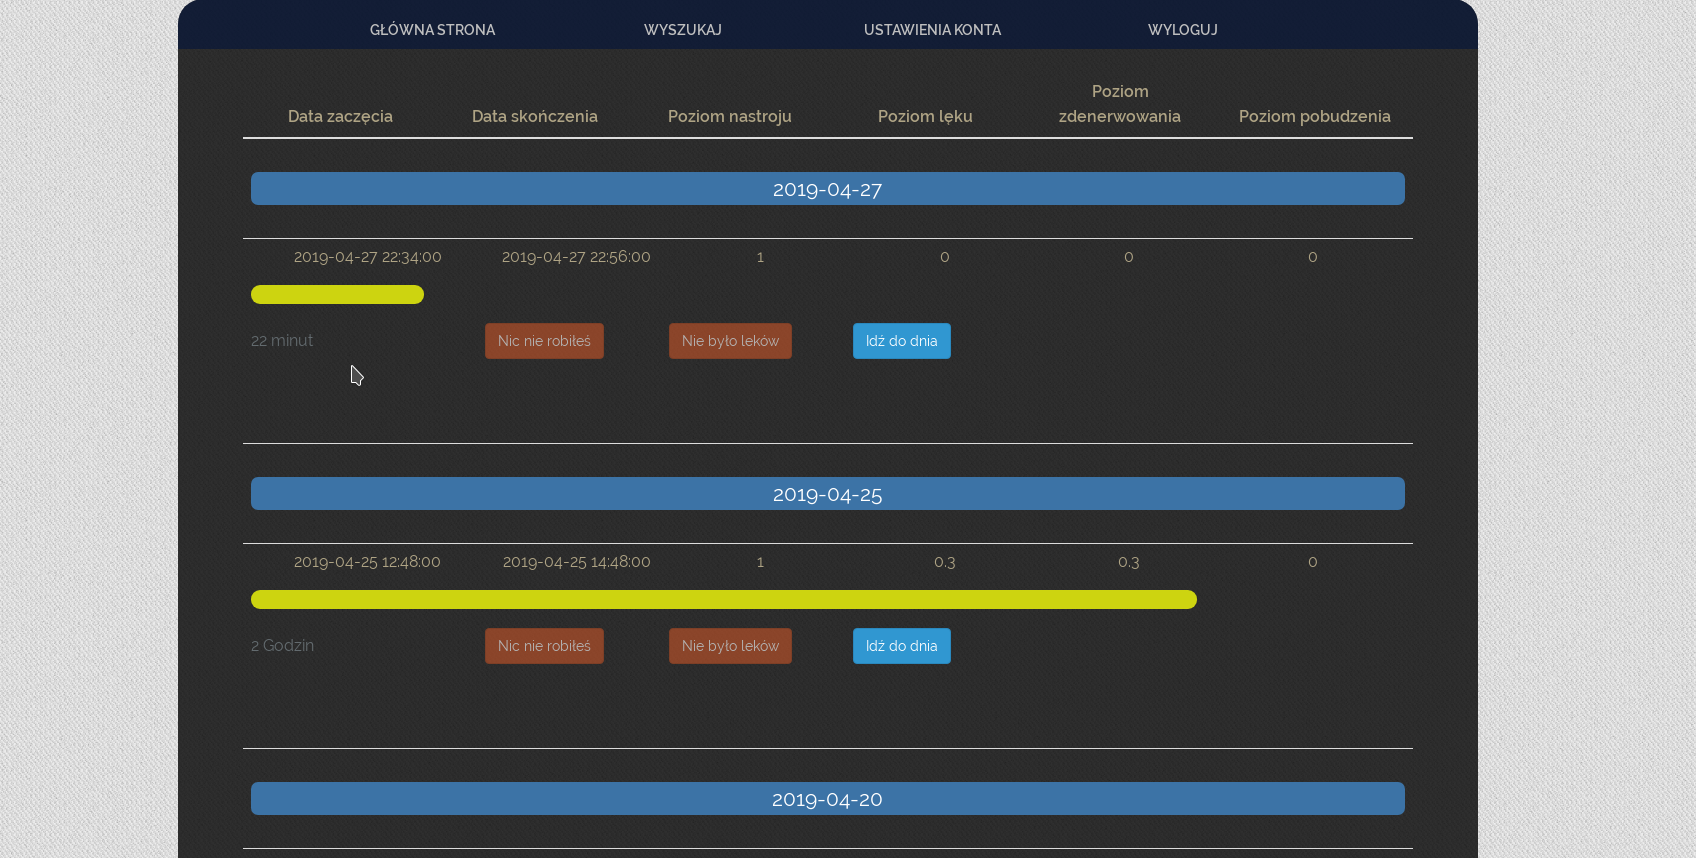 GŁÓWNA STRONA WYSZUKAJ USTAWIENIA KONTA WYLOGUJ
Data zaczęcia Data skończenia Poziom nastroju Poziom lęku Poziom zdenerwowania Poziom pobudzenia
2019-04-27
2019-04-27 22:34:00 2019-04-27 22:56:00 1 0 0 0
22 minut Nic nie robiłeś Nie było leków Idź do dnia
2019-04-25
2019-04-25 12:48:00 2019-04-25 14:48:00 1 0.3 0.3 0
2 Godzin Nic nie robiłeś Nie było leków Idź do dnia
2019-04-20